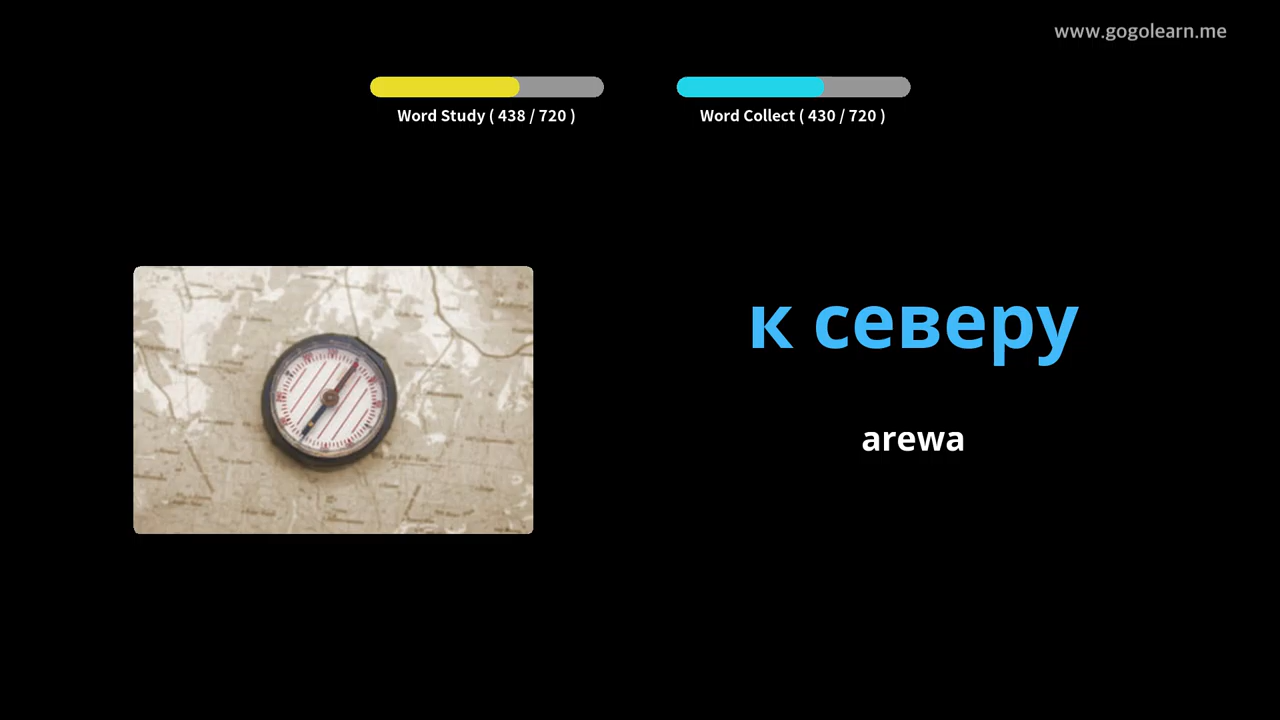 www.gogolearn.me
Word Study ( 438 / 720 )
Word Collect ( 430 / 720 )
к северу
arewa